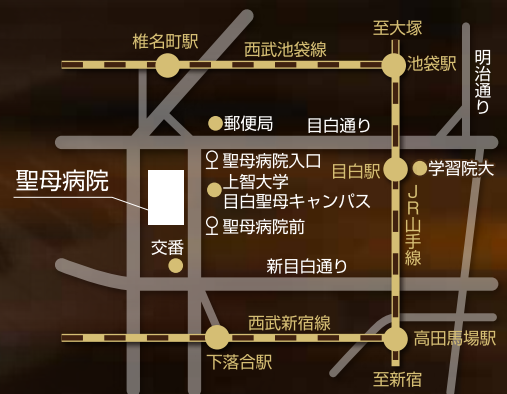 至大塚
椎名町駅
西武池袋線
池袋駅
明治通り
郵便局
目白通り
聖母病院入口
目白駅
学習院大
聖母病院
上智大学
目白聖母キャンパス
JR山手線
聖母病院前
交番
新目白通り
西武新宿線
高田馬場駅
下落合駅
至新宿